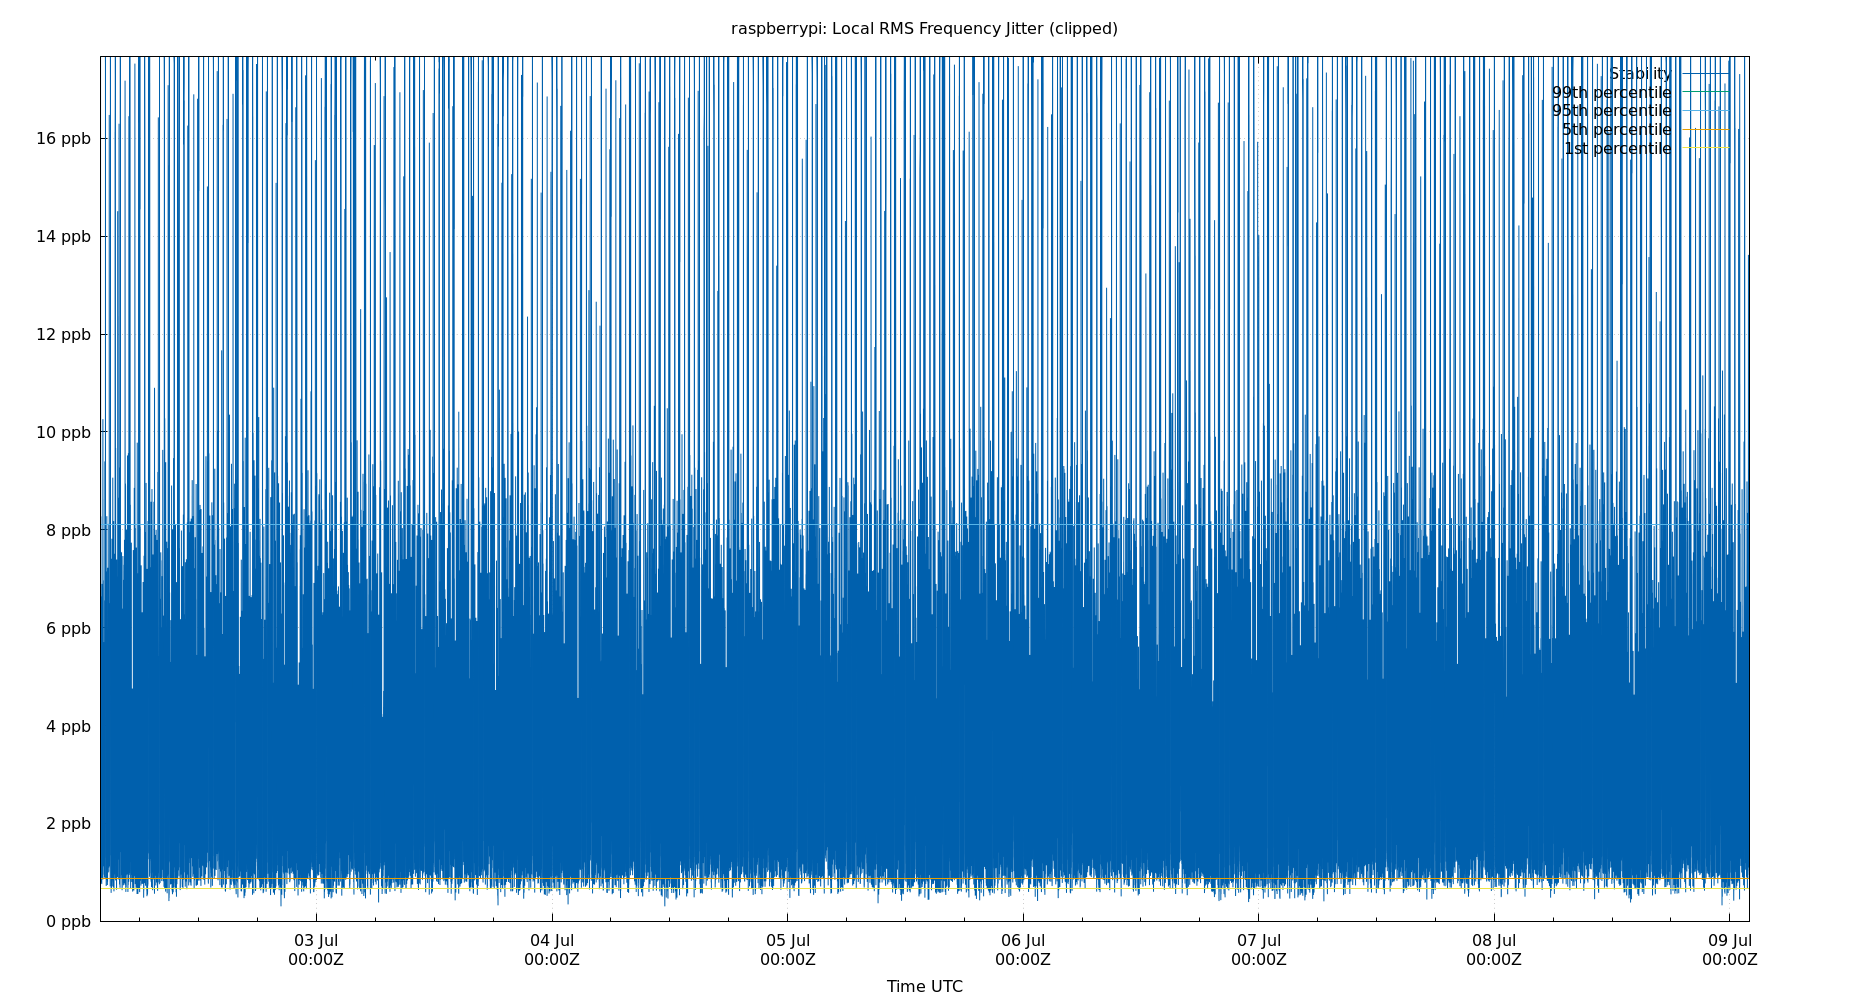 raspberrypi: Local RMS Frequency Jitter (clipped)
Stability
99th percentile
95th percentile
5th percentile
1st percentile
16 ppb
14 ppb
12 ppb
10 ppb
8 ppb
6 ppb
4 ppb
2 ppb
0 ppb
03 Jul 04 Jul 05 Jul 06 Jul 07 Jul 08 Jul 09 Jul
00:00Z 00:00Z 00:00Z 00:00Z 00:00Z 00:00Z 00:00Z
Time UTC